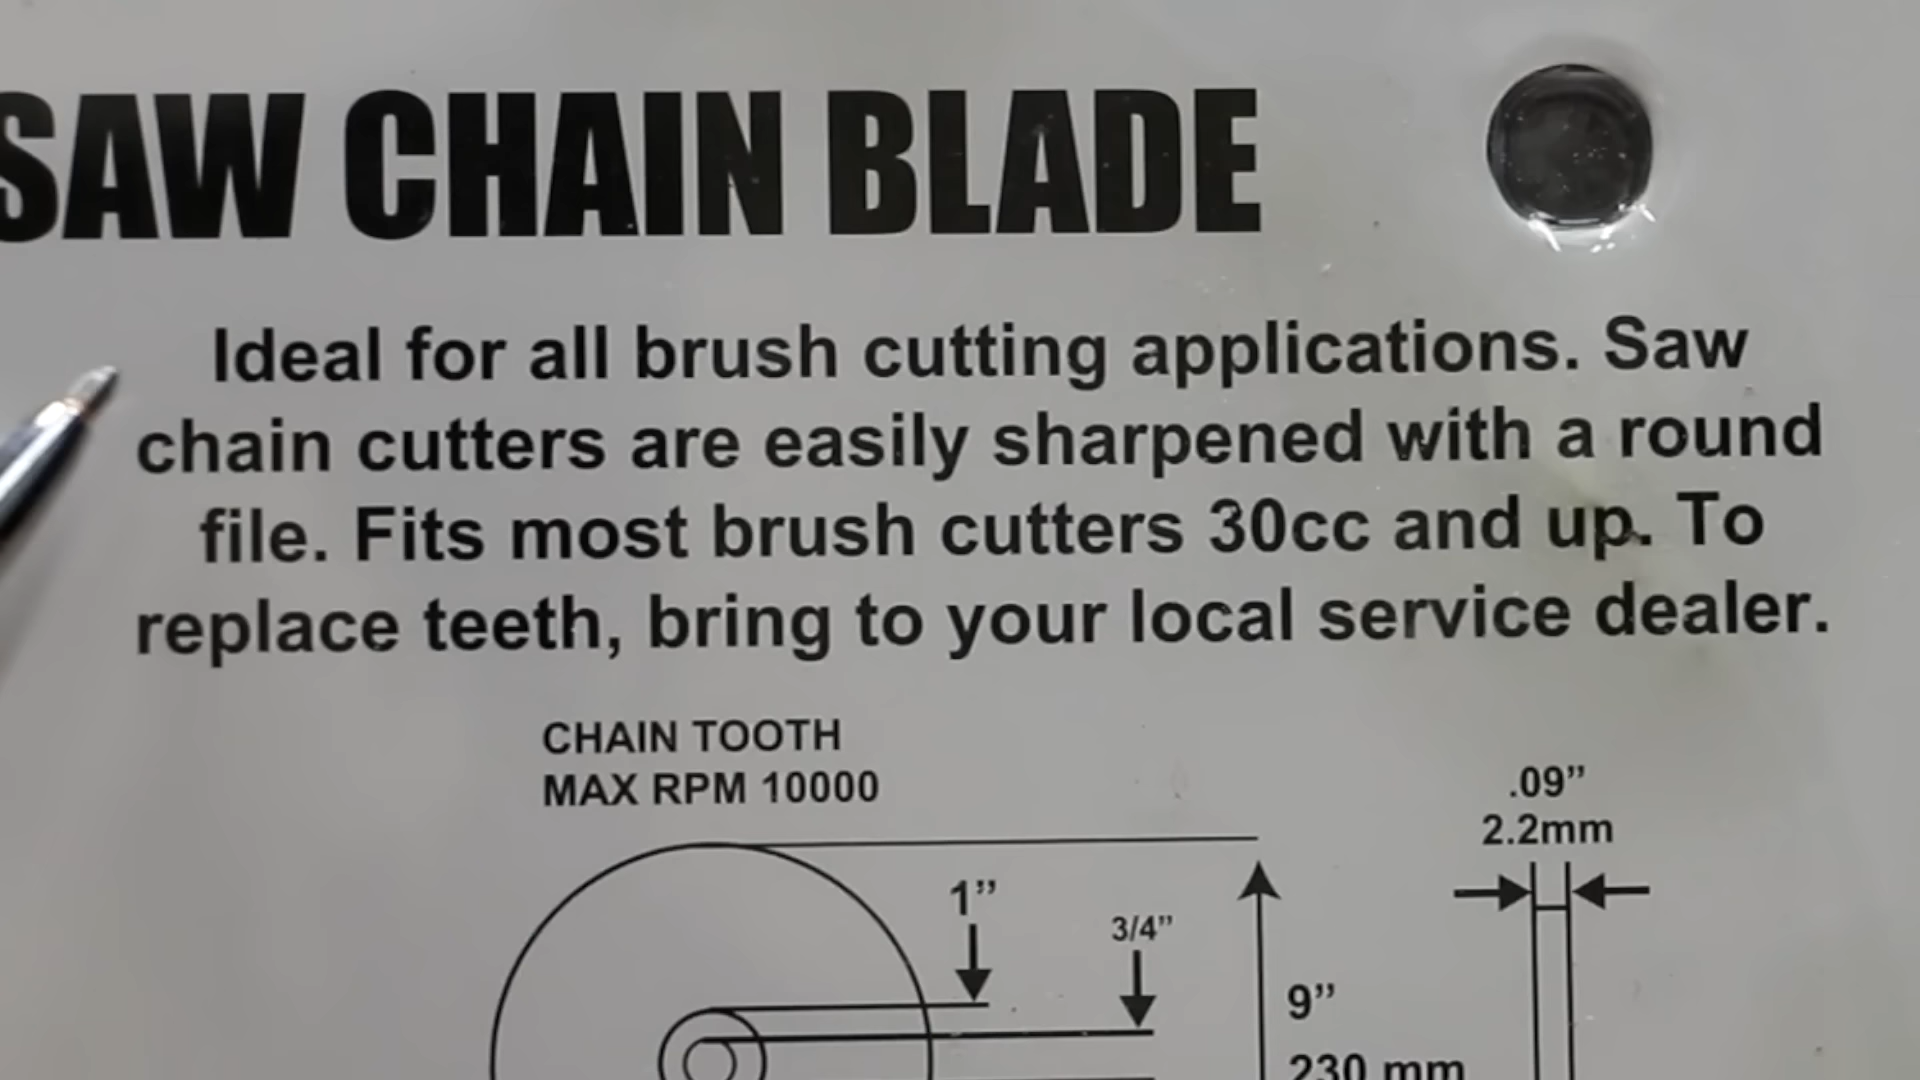 SAW CHAIN BLADE
Ideal for all brush cutting applications. Saw
chain cutters are easily sharpened with a round
file. Fits most brush cutters 30cc and up. To
replace teeth, bring to your local service dealer.
CHAIN TOOTH
MAX RPM 10000
.09”
2.2mm
1”
3/4”
9”
230 mm